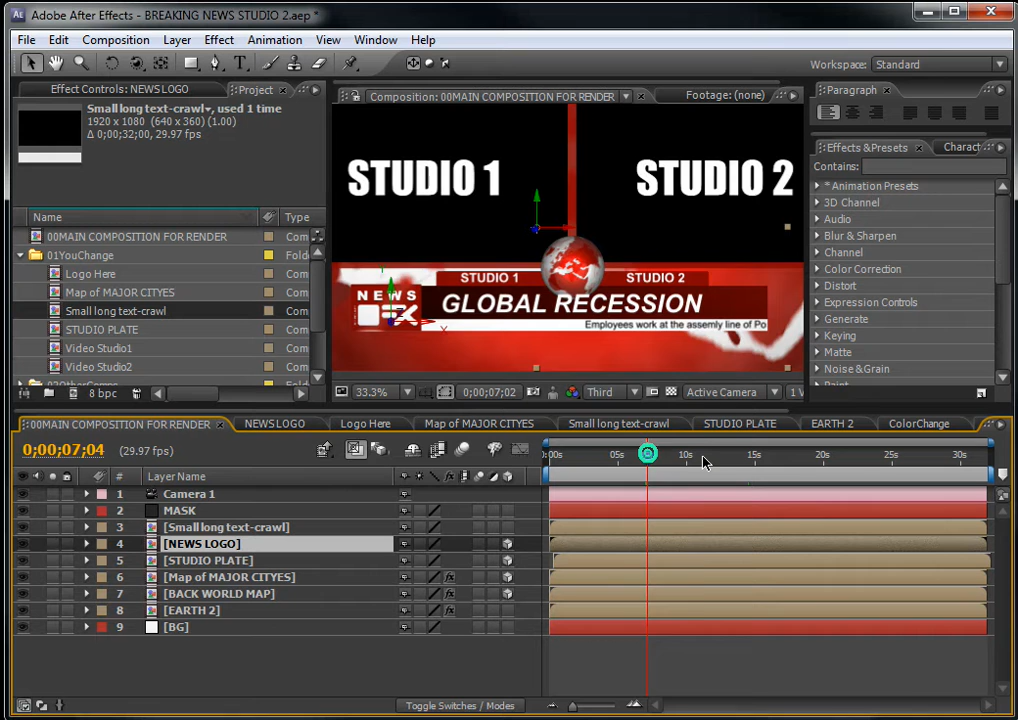 Adobe After Effects - BREAKING NEWS STUDIO 2.aep *
File Edit Composition Layer Effect Animation View Window Help
Workspace: Standard
Effect Controls: NEWS LOGO Project
Small long text-crawl, used 1 time
1920 x 1080 (640 x 360) (1.00)
Δ 0;00;32;00, 29.97 fps
Name Type
00MAIN COMPOSITION FOR RENDER Com
01YouChange Folde
Logo Here Com
Map of MAJOR CITYES Com
Small long text-crawl Com
STUDIO PLATE Com
Video Studio1 Com
Video Studio2 Com
02OtherComps Folde
8 bpc
Composition: 00MAIN COMPOSITION FOR RENDER Footage: (none)
STUDIO 1 STUDIO 2
STUDIO 1 STUDIO 2
NEWS
GLOBAL RECESSION
Employees work at the assemly line of Po
33.3% 0;00;07;02 Third Active Camera 1 V
Paragraph
Effects & Presets Charact
Contains:
* Animation Presets
3D Channel
Audio
Blur & Sharpen
Channel
Color Correction
Distort
Expression Controls
Generate
Keying
Matte
Noise & Grain
00MAIN COMPOSITION FOR RENDER NEWS LOGO Logo Here Map of MAJOR CITYES Small long text-crawl STUDIO PLATE EARTH 2 ColorChange
0;00;07;04 (29.97 fps)
:00s 05s 10s 15s 20s 25s 30s
# Layer Name
1 Camera 1
2 MASK
3 [Small long text-crawl]
4 [NEWS LOGO]
5 [STUDIO PLATE]
6 [Map of MAJOR CITYES] fx
7 [BACK WORLD MAP] fx
8 [EARTH 2] fx
9 [BG]
Toggle Switches / Modes